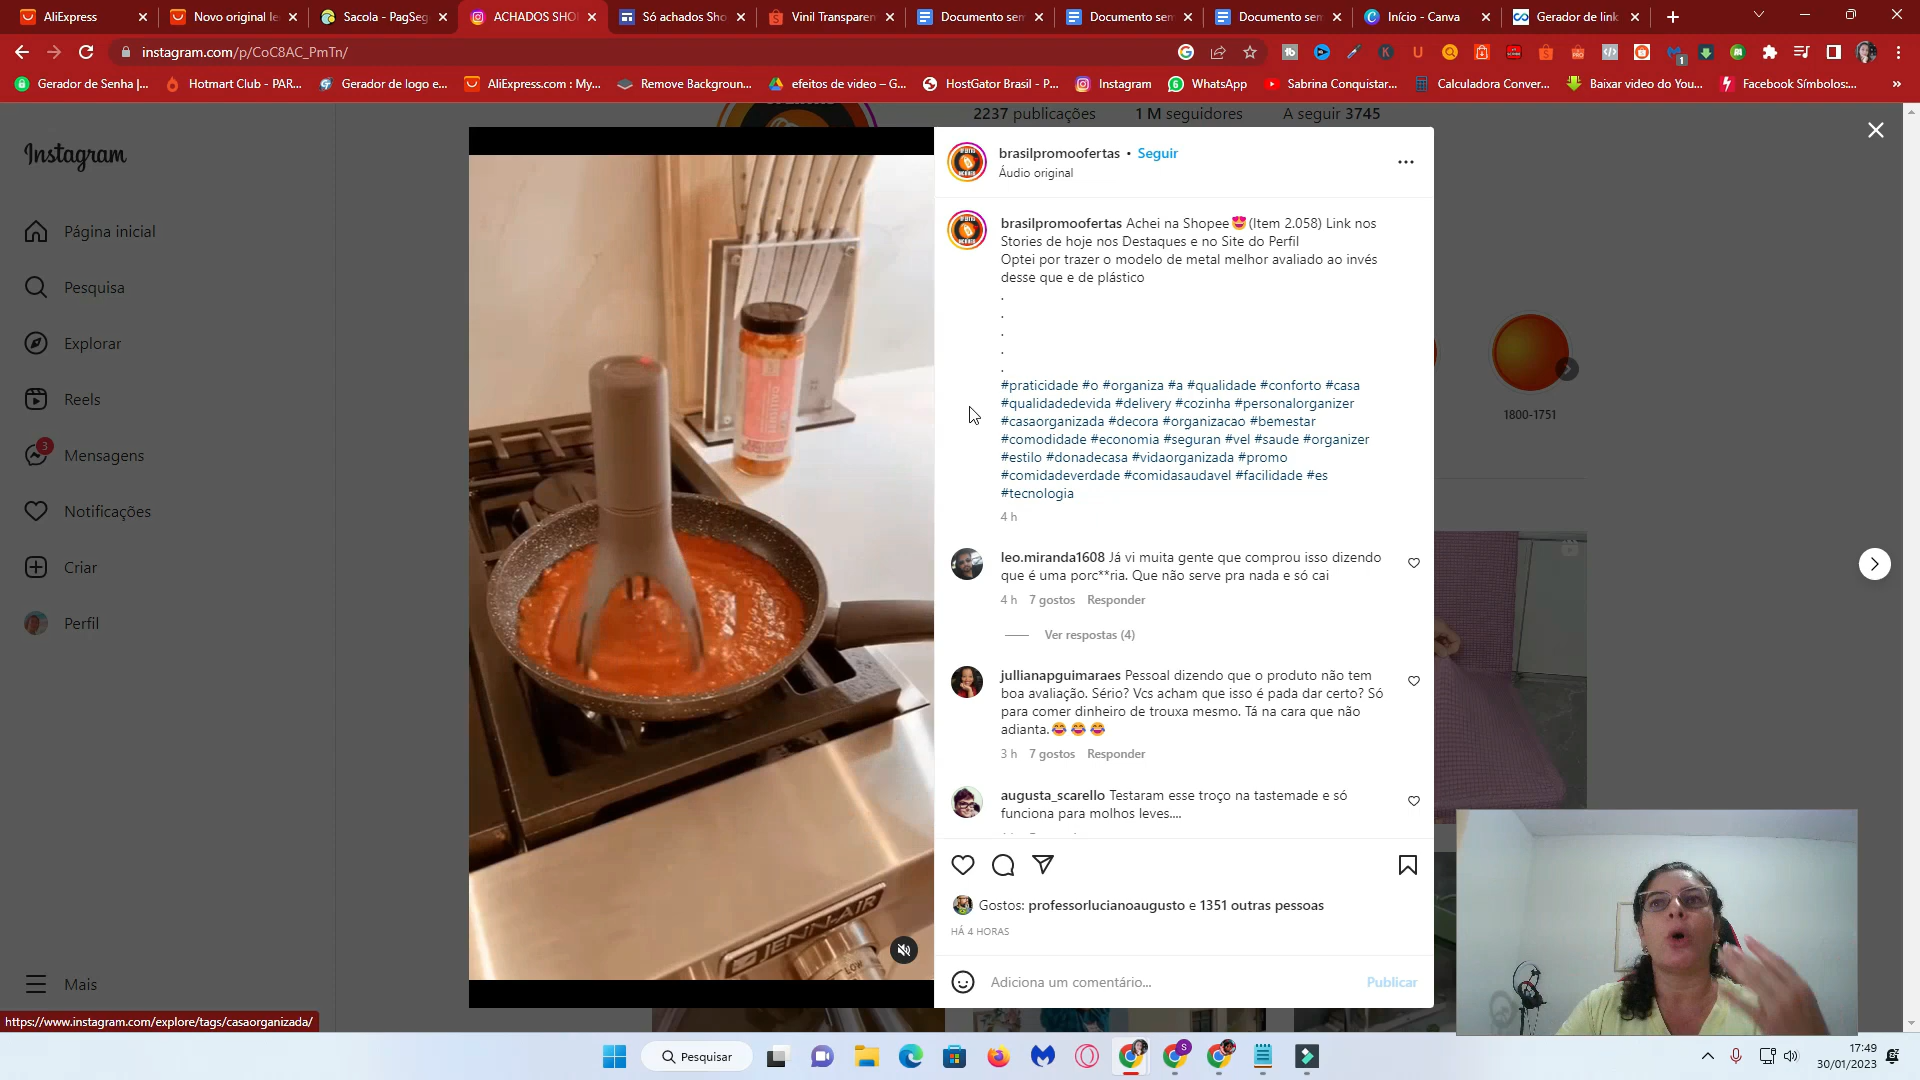 AliExpress
Novo original le
Sacola - PagSeg
ACHADOS SHO
Só achados Sho
Vinil Transparen
Documento sem
Documento sem
Documento sem
Início - Canva
Gerador de link
instagram.com/p/CoC8AC_PmTn/
Gerador de Senha |...
Hotmart Club - PAR...
Gerador de logo e...
AliExpress.com : My...
Remove Backgroun...
efeitos de video – G...
HostGator Brasil - P...
Instagram
WhatsApp
Sabrina Conquistar...
Calculadora Conver...
Baixar video do You...
Facebook Símbolos:...
»
2237 publicações
1 M seguidores
A seguir 3745
Instagram
Página inicial
Pesquisa
Explorar
Reels
3
Mensagens
Notificações
Criar
Perfil
Mais
https://www.instagram.com/explore/tags/casaorganizada/
JENN-AIR
LOW
brasilpromoofertas • Seguir
Áudio original
brasilpromoofertas Achei na Shopee😍(Item 2.058) Link nos
Stories de hoje nos Destaques e no Site do Perfil
Optei por trazer o modelo de metal melhor avaliado ao invés
desse que e de plástico
.
.
.
.
.
#praticidade #o #organiza #a #qualidade #conforto #casa
#qualidadedevida #delivery #cozinha #personalorganizer
#casaorganizada #decora #organizacao #bemestar
#comodidade #economia #seguran #vel #saude #organizer
#estilo #donadecasa #vidaorganizada #promo
#comidadeverdade #comidasaudavel #facilidade #es
#tecnologia
4 h
leo.miranda1608 Já vi muita gente que comprou isso dizendo
que é uma porc**ria. Que não serve pra nada e só cai
4 h 7 gostos Responder
Ver respostas (4)
jullianapguimaraes Pessoal dizendo que o produto não tem
boa avaliação. Sério? Vcs acham que isso é pada dar certo? Só
para comer dinheiro de trouxa mesmo. Tá na cara que não
adianta.😂😂😂
3 h 7 gostos Responder
augusta_scarello Testaram esse troço na tastemade e só
funciona para molhos leves....
Gostos: professorlucianoaugusto e 1351 outras pessoas
HÁ 4 HORAS
Adiciona um comentário...
Publicar
1800-1751
Pesquisar
17:49
30/01/2023